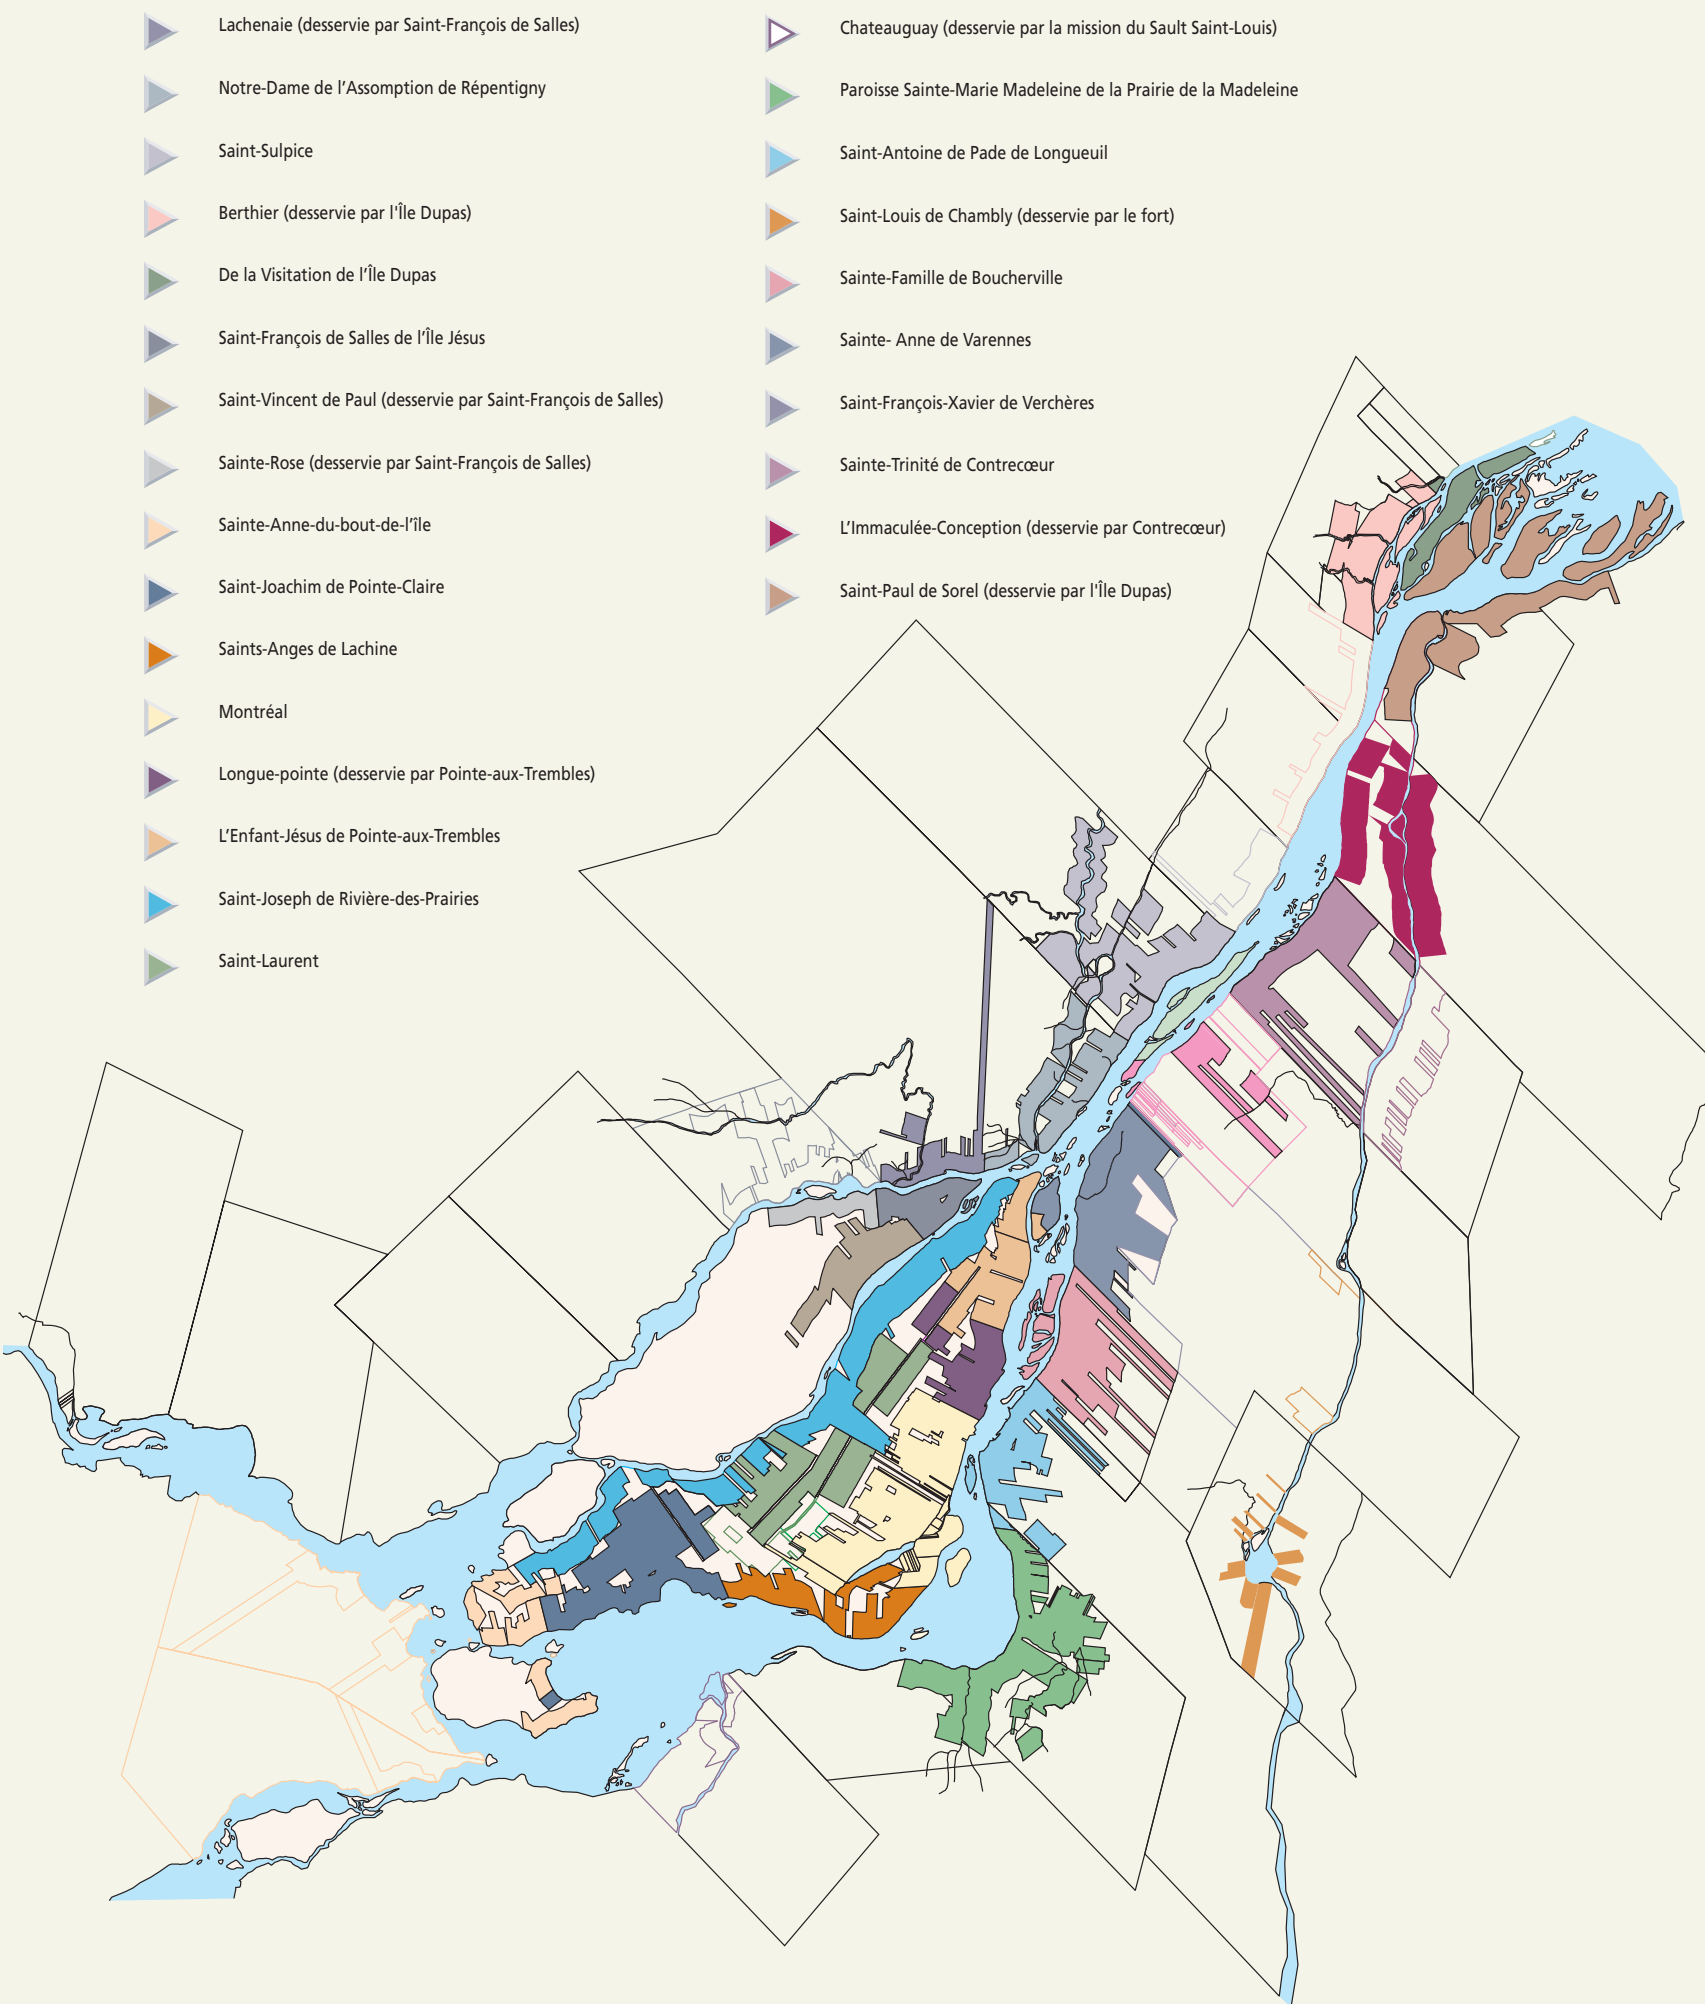 Lachenaie (desservie par Saint-François de Salles)
Notre-Dame de l’Assomption de Répentigny
Saint-Sulpice
Berthier (desservie par l'Île Dupas)
De la Visitation de l’Île Dupas
Saint-François de Salles de l’Île Jésus
Saint-Vincent de Paul (desservie par Saint-François de Salles)
Sainte-Rose (desservie par Saint-François de Salles)
Sainte-Anne-du-bout-de-l’île
Saint-Joachim de Pointe-Claire
Saints-Anges de Lachine
Montréal
Longue-pointe (desservie par Pointe-aux-Trembles)
L’Enfant-Jésus de Pointe-aux-Trembles
Saint-Joseph de Rivière-des-Prairies
Saint-Laurent
Chateauguay (desservie par la mission du Sault Saint-Louis)
Paroisse Sainte-Marie Madeleine de la Prairie de la Madeleine
Saint-Antoine de Pade de Longueuil
Saint-Louis de Chambly (desservie par le fort)
Sainte-Famille de Boucherville
Sainte- Anne de Varennes
Saint-François-Xavier de Verchères
Sainte-Trinité de Contrecœur
L’Immaculée-Conception (desservie par Contrecœur)
Saint-Paul de Sorel (desservie par l'Île Dupas)